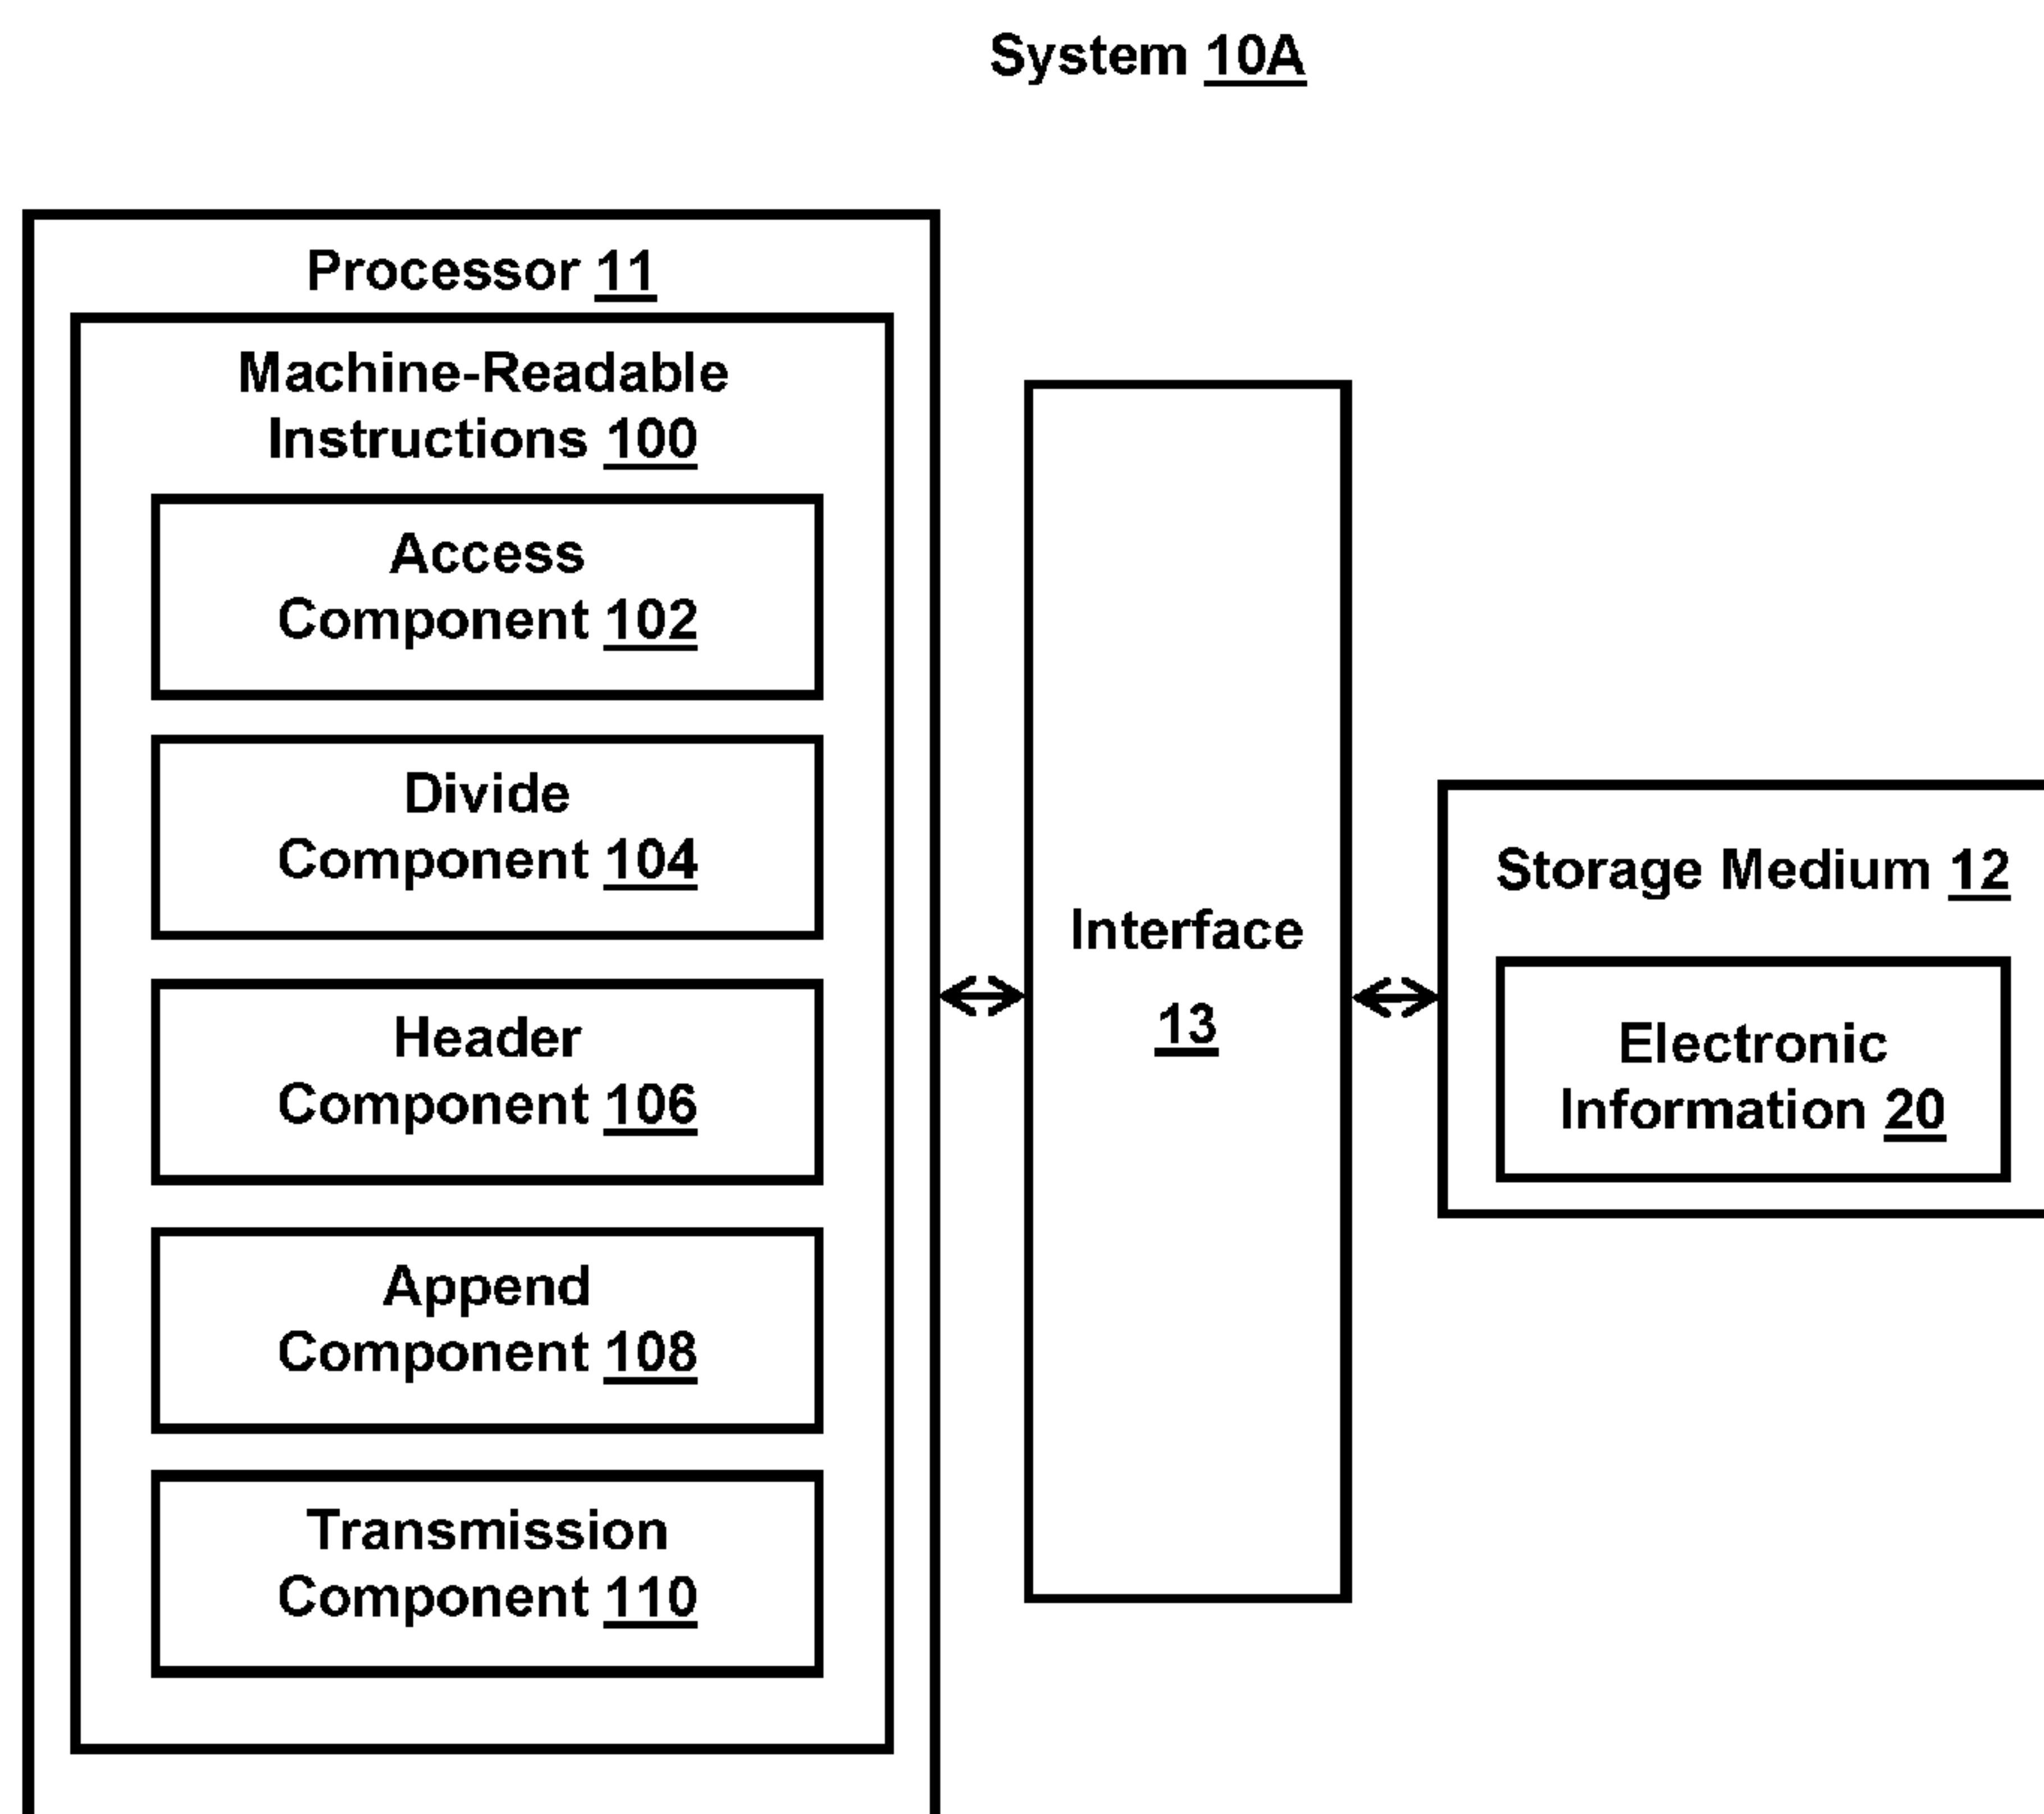 System 10A
Processor 11
Machine-Readable
Instructions 100
Access
Component 102
Divide
Component 104
Header
Component 106
Append
Component 108
Transmission
Component 110
Interface
13
Storage Medium 12
Electronic
Information 20